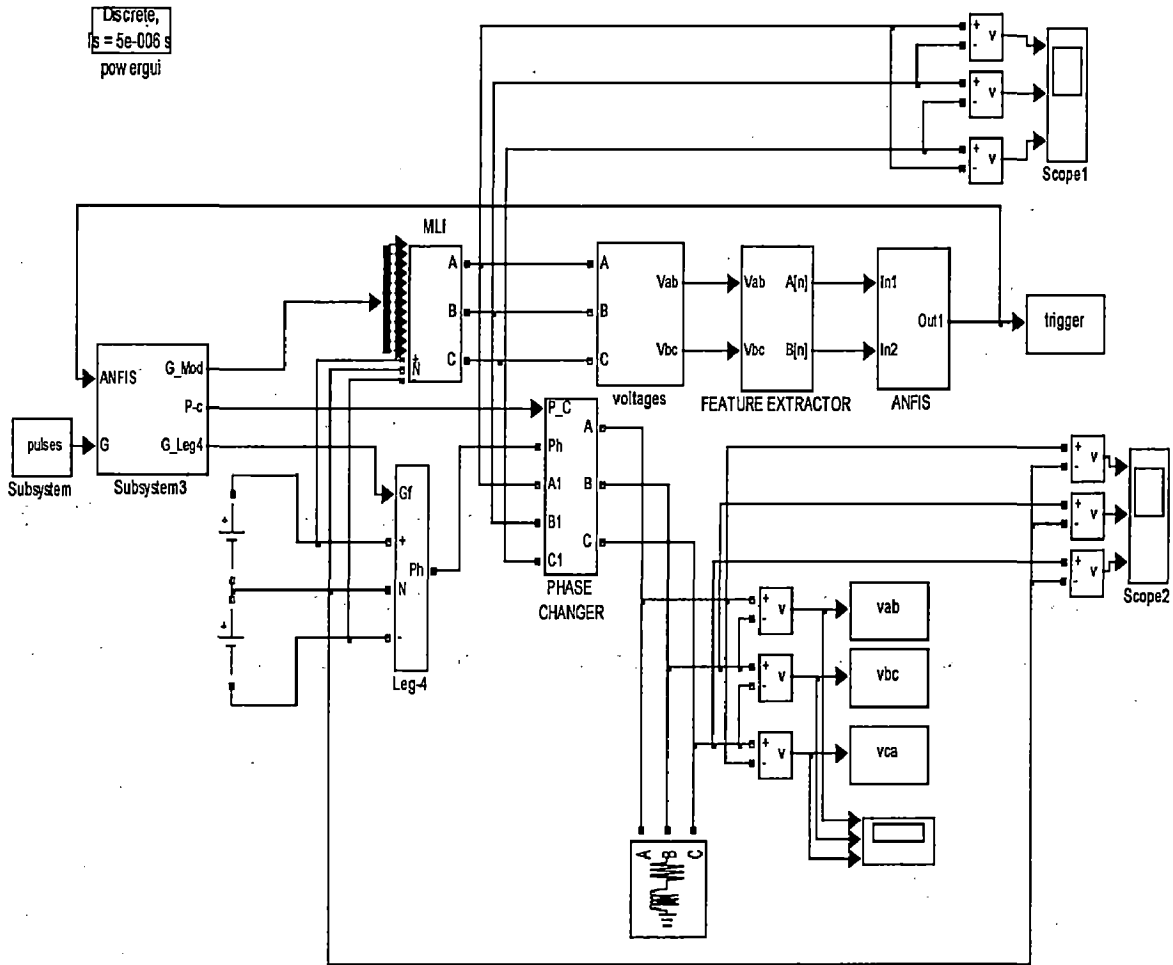 Discrete,
s = 5e-006 s
powergui
+
-
v
+
-
v
+
-
v
Scope1
MLI
A
B
C
+
N
-
A
B
C
Vab
Vbc
voltages
Vab
Vbc
A[n]
B[n]
FEATURE EXTRACTOR
In1
In2
Out1
ANFIS
trigger
ANFIS
G
G_Mod
P-c
G_Leg4
Subsystem3
pulses
Subsystem
+
+
Gf
+
N
-
Ph
Leg-4
P_C
Ph
A1
B1
C1
A
B
C
PHASE
CHANGER
+
-
v
+
-
v
+
-
v
Scope2
+
-
v
vab
+
-
v
vbc
+
-
v
vca
A
B
C